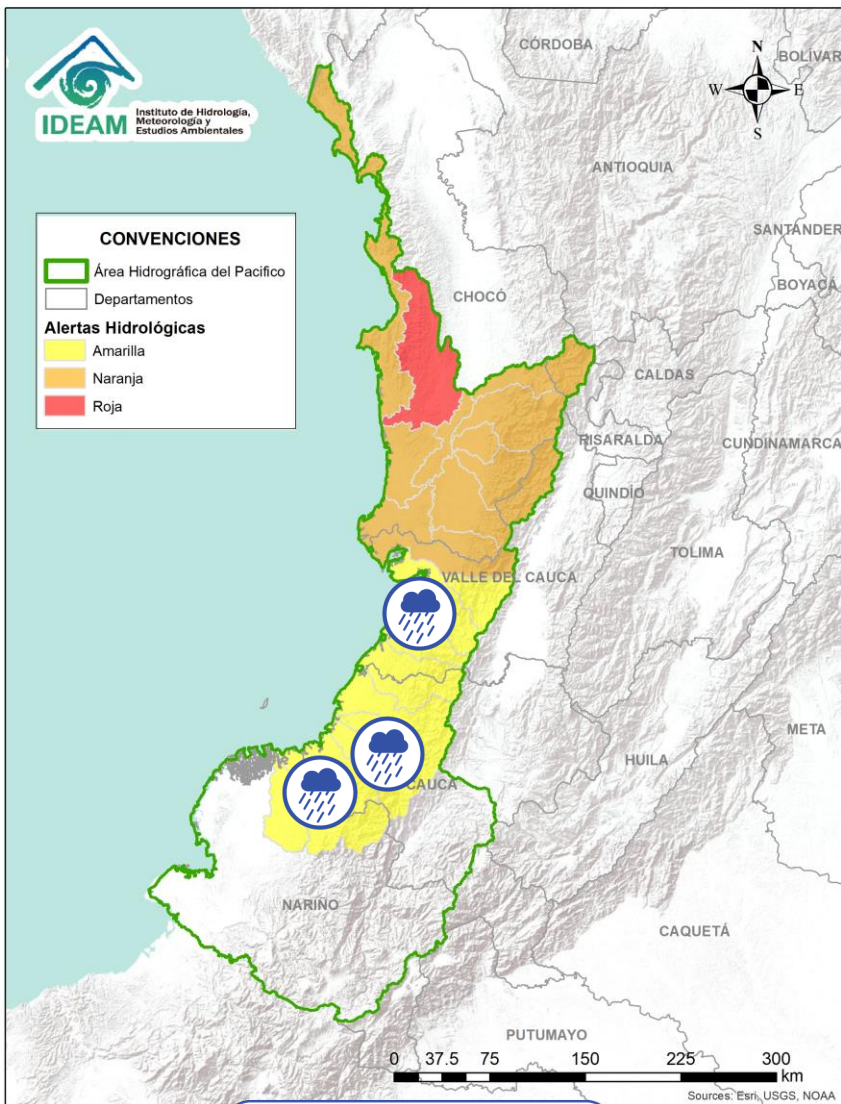 IDEAM
Instituto de Hidrología,
Meteorología y
Estudios Ambientales
CÓRDOBA
BOLÍVAR
N
W
E
S
ANTIOQUIA
SANTANDER
BOYACÁ
CONVENCIONES
Área Hidrográfica del Pacifico
Departamentos
Alertas Hidrológicas
Amarilla
Naranja
Roja
CHOCÓ
CALDAS
RISARALDA
CUNDINAMARCA
QUINDÍO
TOLIMA
VALLE DEL CAUCA
META
HUILA
CAUCA
NARIÑO
CAQUETÁ
PUTUMAYO
0 37.5 75 150 225 300
km
Sources: Esri, USGS, NOAA